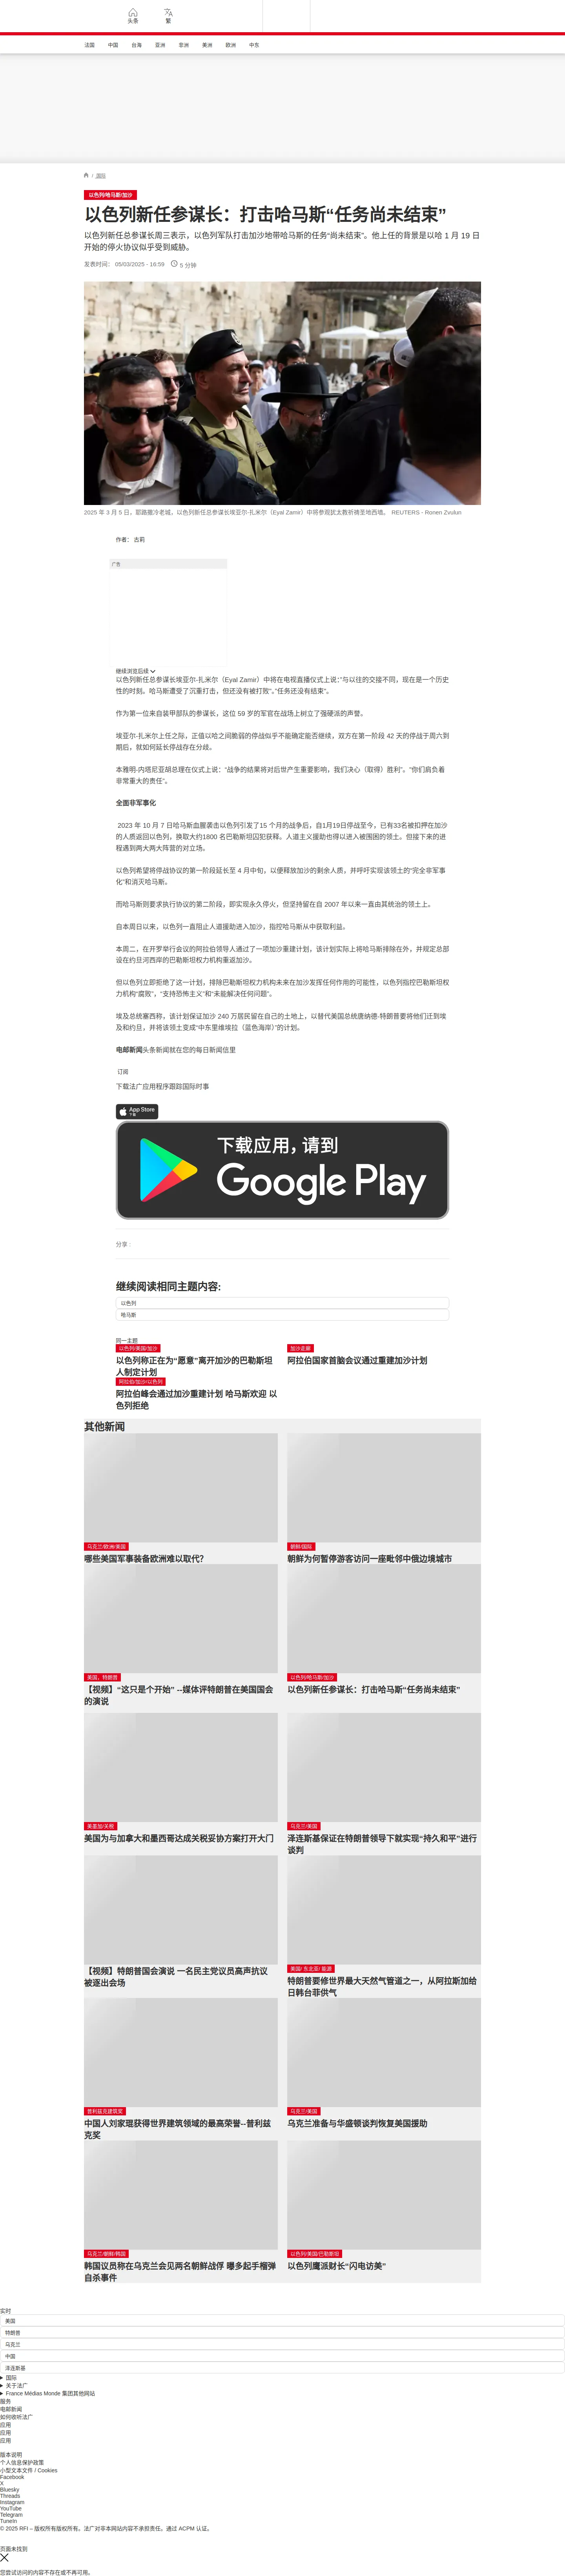 头条
繁
法国
中国
台海
亚洲
非洲
美洲
欧洲
中东
/ 国际
以色列/哈马斯/加沙
以色列新任参谋长：打击哈马斯“任务尚未结束”
以色列新任总参谋长周三表示，以色列军队打击加沙地带哈马斯的任务“尚未结束”。他上任的背景是以哈 1 月 19 日
开始的停火协议似乎受到威胁。
发表时间： 05/03/2025 - 16:59
5 分钟
2025 年 3 月 5 日，耶路撒冷老城，以色列新任总参谋长埃亚尔-扎米尔（Eyal Zamir）中将参观犹太教祈祷圣地西墙。 REUTERS - Ronen Zvulun
作者： 古莉
广告
继续浏览后续
以色列新任总参谋长埃亚尔-扎米尔（Eyal Zamir）中将在电视直播仪式上说：”与以往的交接不同，现在是一个历史
性的时刻。哈马斯遭受了沉重打击，但还没有被打败”，”任务还没有结束”。
作为第一位来自装甲部队的参谋长，这位 59 岁的军官在战场上树立了强硬派的声誉。
埃亚尔-扎米尔上任之际，正值以哈之间脆弱的停战似乎不能确定能否继续，双方在第一阶段 42 天的停战于周六到
期后，就如何延长停战存在分歧。
本雅明-内塔尼亚胡总理在仪式上说：“战争的结果将对后世产生重要影响，我们决心（取得）胜利”。“你们肩负着
非常重大的责任”。
全面非军事化
2023 年 10 月 7 日哈马斯血腥袭击以色列引发了15 个月的战争后，自1月19日停战至今，已有33名被扣押在加沙
的人质返回以色列，换取大约1800 名巴勒斯坦囚犯获释。人道主义援助也得以进入被围困的领土。但接下来的进
程遇到两大两大阵营的对立场。
以色列希望将停战协议的第一阶段延长至 4 月中旬，以便释放加沙的剩余人质，并呼吁实现该领土的“完全非军事
化”和消灭哈马斯。
而哈马斯则要求执行协议的第二阶段，即实现永久停火，但坚持留在自 2007 年以来一直由其统治的领土上。
自本周日以来，以色列一直阻止人道援助进入加沙，指控哈马斯从中获取利益。
本周二，在开罗举行会议的阿拉伯领导人通过了一项加沙重建计划，该计划实际上将哈马斯排除在外，并规定总部
设在约旦河西岸的巴勒斯坦权力机构重返加沙。
但以色列立即拒绝了这一计划，排除巴勒斯坦权力机构未来在加沙发挥任何作用的可能性，以色列指控巴勒斯坦权
力机构“腐败”，“支持恐怖主义”和“未能解决任何问题”。
埃及总统塞西称，该计划保证加沙 240 万居民留在自己的土地上，以替代美国总统唐纳德-特朗普要将他们迁到埃
及和约旦，并将该领土变成“中东里维埃拉（蓝色海岸）”的计划。
电邮新闻头条新闻就在您的每日新闻信里
订阅
下载法广应用程序跟踪国际时事
App Store
下载
下载应用，请到
Google Play
分享 :
继续阅读相同主题内容:
以色列
哈马斯
同一主题
以色列/美国/加沙
以色列称正在为“愿意”离开加沙的巴勒斯坦
人制定计划
加沙走廊
阿拉伯国家首脑会议通过重建加沙计划
阿拉伯/加沙/以色列
阿拉伯峰会通过加沙重建计划 哈马斯欢迎 以
色列拒绝
其他新闻
乌克兰/欧洲/美国
哪些美国军事装备欧洲难以取代?
朝鲜/国际
朝鲜为何暂停游客访问一座毗邻中俄边境城市
美国、特朗普
【视频】“这只是个开始” --媒体评特朗普在美国国会
的演说
以色列/哈马斯/加沙
以色列新任参谋长：打击哈马斯“任务尚未结束”
美墨加/关税
美国为与加拿大和墨西哥达成关税妥协方案打开大门
乌克兰/美国
泽连斯基保证在特朗普领导下就实现“持久和平”进行
谈判
【视频】特朗普国会演说 一名民主党议员高声抗议
被逐出会场
美国/ 东北亚/ 能源
特朗普要修世界最大天然气管道之一，从阿拉斯加给
日韩台菲供气
普利兹克建筑奖
中国人刘家琨获得世界建筑领域的最高荣誉--普利兹
克奖
乌克兰/美国
乌克兰准备与华盛顿谈判恢复美国援助
乌克兰/朝鲜/韩国
韩国议员称在乌克兰会见两名朝鲜战俘 曝多起手榴弹
自杀事件
以色列/美国/巴勒斯坦
以色列鹰派财长“闪电访美”
实时
美国
特朗普
乌克兰
中国
泽连斯基
国际
关于法广
France Médias Monde 集团其他网站
服务
电邮新闻
如何收听法广
应用
应用
应用
版本说明
个人信息保护政策
小型文本文件 / Cookies
Facebook
X
Bluesky
Threads
Instagram
YouTube
Telegram
TuneIn
© 2025 RFI – 版权所有版权所有。法广对非本网站内容不承担责任。通过 ACPM 认证。
页面未找到
您尝试访问的内容不存在或不再可用。